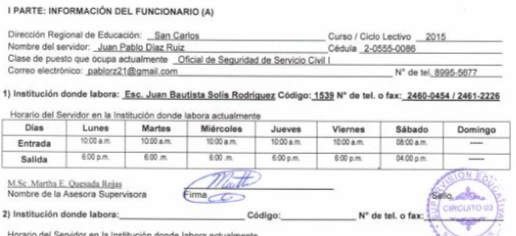 I PARTE: INFORMACIÓN DEL FUNCIONARIO (A)
Dirección Regional de Educación: San Carlos Curso / Ciclo Lectivo 2015
Nombre del servidor: Juan Pablo Díaz Ruiz Cédula 2-0555-0086
Clase de puesto que ocupa actualmente Oficial de Seguridad de Servicio Civil I
Correo electrónico: pablorz21@gmail.com N° de tel. 8995-5677
1) Institución donde labora: Esc. Juan Bautista Solís Rodríguez Código: 1539 N° de tel. o fax: 2460-0454 / 2461-2226
Horario del Servidor en la Institución donde labora actualmente
Días Lunes Martes Miércoles Jueves Viernes Sábado Domingo
Entrada 10:00 a.m. 10:00 a.m. 10:00 a.m. 10:00 a.m. 10:00 a.m. 08:00 a.m. ----
Salida 6:00 p.m. 6:00 .m. 6:00 .m. 6:00 p.m. 6:00 p.m. 04:00 p.m. ----
M.Sc Martha E. Quesada Rojas
Nombre de la Asesora Supervisora Firma Sello
SUPERVISIÓN EDUCATIVA
CIRCUITO 03
2) Institución donde labora: Código: N° de tel. o fax:
Horario del Servidor en la Institución donde labora actualmente